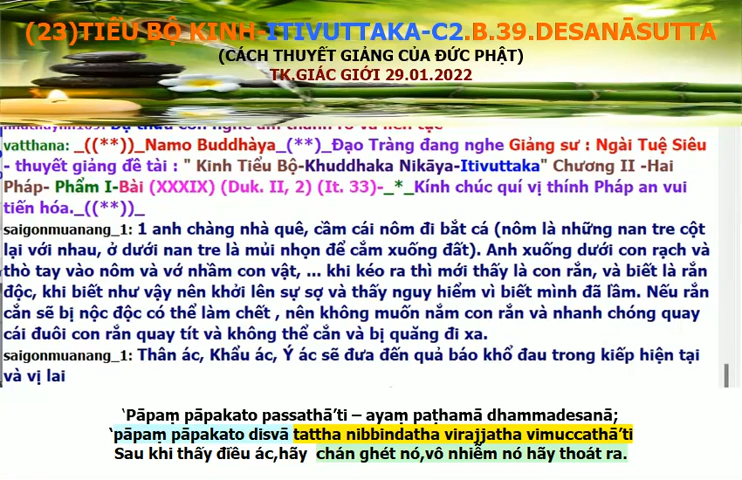 (23)TIỂU BỘ KINH-ITIVUTTAKA-C2.B.39.DESANĀSUTTA
(CÁCH THUYẾT GIẢNG CỦA ĐỨC PHẬT)
TK.GIÁC GIỚI 29.01.2022
vatthana: _((**))_Namo Buddhàya_(**)_Đạo Tràng đang nghe Giảng sư : Ngài Tuệ Siêu
- thuyết giảng đề tài : " Kinh Tiểu Bộ-Khuddhaka Nikāya-Itivuttaka" Chương II -Hai
Pháp- Phẩm I-Bài (XXXIX) (Duk. II, 2) (It. 33)-_*_Kính chúc quí vị thính Pháp an vui
tiến hóa._((**))_
saigonmuanang_1: 1 anh chàng nhà quê, cầm cái nôm đi bắt cá (nôm là những nan tre cột
lại với nhau, ở dưới nan tre là mủi nhọn để cắm xuống đất). Anh xuống dưới con rạch và
thò tay vào nôm và vớ nhầm con vật, ... khi kéo ra thì mới thấy là con rắn, và biết là rắn
độc, khi biết như vậy nên khởi lên sự sợ và thấy nguy hiểm vì biết mình đã lầm. Nếu rắn
cắn sẽ bị nộc độc có thể làm chết , nên không muốn nắm con rắn và nhanh chóng quay
cái đuôi con rắn quay tít và không thể cắn và bị quăng đi xa.
saigonmuanang_1: Thân ác, Khẩu ác, Ý ác sẽ đưa đến quả báo khổ đau trong kiếp hiện tại
và vị lai
'Pāpaṃ pāpakato passathā'ti – ayaṃ paṭhamā dhammadesanā;
'pāpaṃ pāpakato disvā tattha nibbindatha virajjatha vimuccathā'ti
Sau khi thấy điều ác,hãy chán ghét nó,vô nhiễm nó hãy thoát ra.